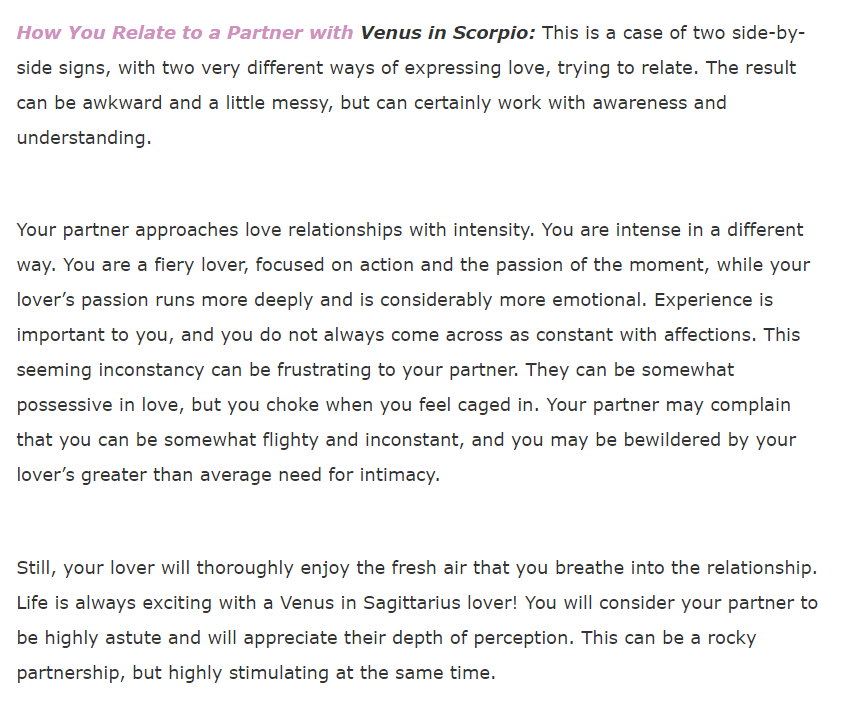 How You Relate to a Partner with Venus in Scorpio: This is a case of two side-by-
side signs, with two very different ways of expressing love, trying to relate. The result
can be awkward and a little messy, but can certainly work with awareness and
understanding.
Your partner approaches love relationships with intensity. You are intense in a different
way. You are a fiery lover, focused on action and the passion of the moment, while your
lover’s passion runs more deeply and is considerably more emotional. Experience is
important to you, and you do not always come across as constant with affections. This
seeming inconstancy can be frustrating to your partner. They can be somewhat
possessive in love, but you choke when you feel caged in. Your partner may complain
that you can be somewhat flighty and inconstant, and you may be bewildered by your
lover’s greater than average need for intimacy.
Still, your lover will thoroughly enjoy the fresh air that you breathe into the relationship.
Life is always exciting with a Venus in Sagittarius lover! You will consider your partner to
be highly astute and will appreciate their depth of perception. This can be a rocky
partnership, but highly stimulating at the same time.